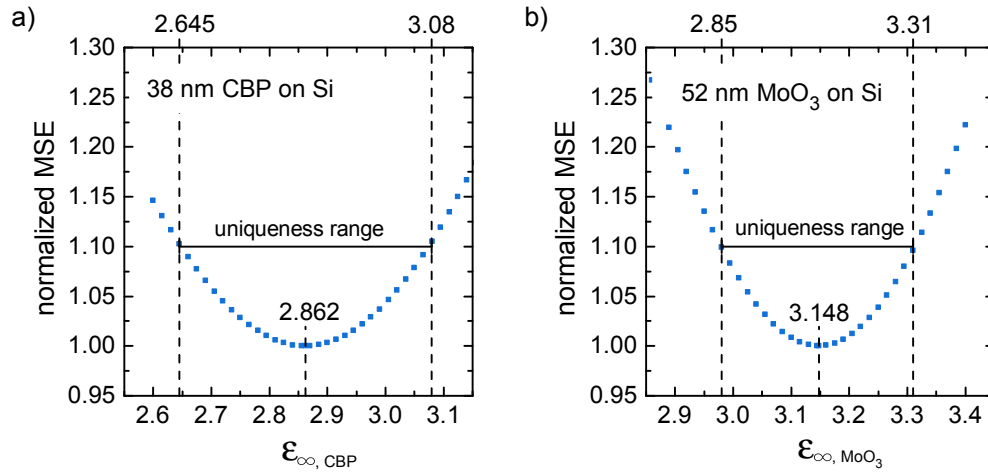 a)
2.645 3.08
1.30
1.25
1.20
1.15
1.10
1.05
1.00
0.95
normalized MSE
38 nm CBP on Si
uniqueness range
2.862
2.6 2.7 2.8 2.9 3.0 3.1
ε∞, CBP
b)
2.85 3.31
1.30
1.25
1.20
1.15
1.10
1.05
1.00
0.95
normalized MSE
52 nm MoO3 on Si
uniqueness range
3.148
2.9 3.0 3.1 3.2 3.3 3.4
ε∞, MoO3